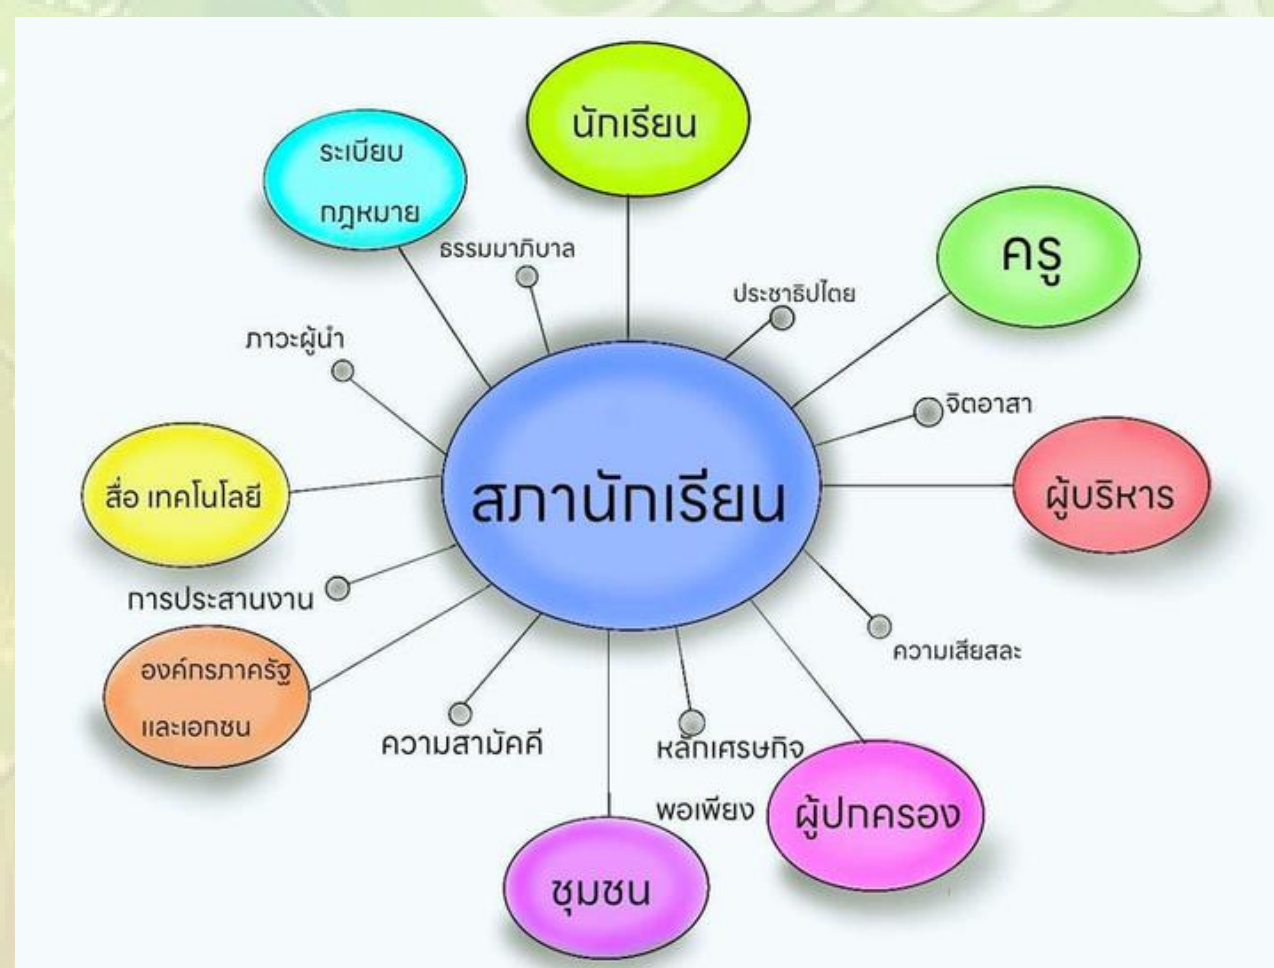 นักเรียน
ระเบียบ
กฎหมาย
ธรรมมาภิบาล
ครู
ประชาธิปไตย
ภาวะผู้นำ
จิตอาสา
สื่อ เทคโนโลยี
สภานักเรียน
ผู้บริหาร
การประสานงาน
ความเสียสละ
องค์กรภาครัฐ
และเอกชน
ความสามัคคี
หลักเศรษกิจ
พอเพียง
ผู้ปกครอง
ชุมชน